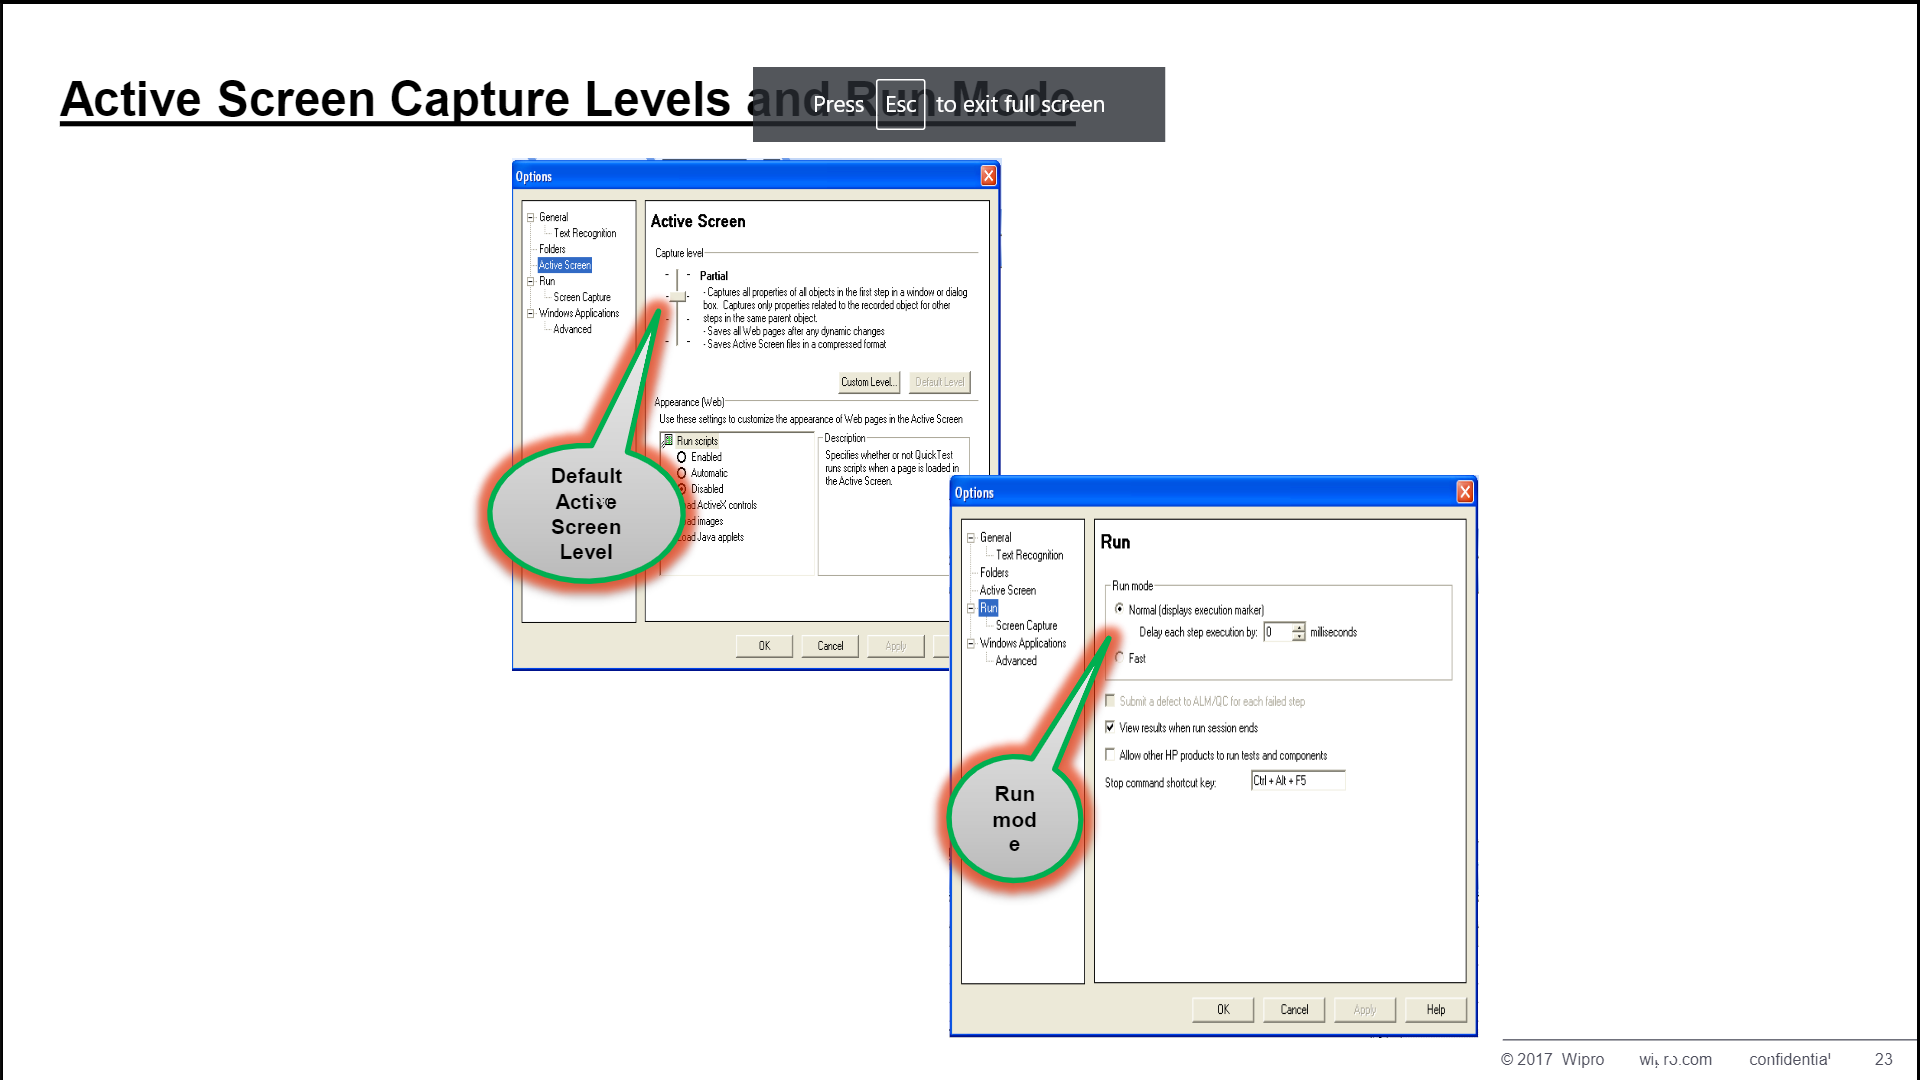 Active Screen Capture Levels and Run Mode
Press Esc to exit full screen
Options
General
Text Recognition
Folders
Active Screen
Run
Screen Capture
Windows Applications
Advanced
Active Screen
Capture level
Partial
- Captures all properties of all objects in the first step in a window or dialog
box. Captures only properties related to the recorded object for other
steps in the same parent object.
- Saves all Web pages after any dynamic changes
- Saves Active Screen files in a compressed format
Custom Level...
Default Level
Appearance (Web)
Use these settings to customize the appearance of Web pages in the Active Screen
Run scripts
Enabled
Automatic
Disabled
ActiveX controls
images
Java applets
Description
Specifies whether or not QuickTest
runs scripts when a page is loaded in
the Active Screen.
OK
Cancel
Apply
Default
Active
Screen
Level
Options
General
Text Recognition
Folders
Active Screen
Run
Screen Capture
Windows Applications
Advanced
Run
Run mode
Normal (displays execution marker)
Delay each step execution by: 0 milliseconds
Fast
Submit a defect to ALM/QC for each failed step
View results when run session ends
Allow other HP products to run tests and components
Stop command shortcut key: Ctrl + Alt + F5
OK
Cancel
Apply
Help
Run
mod
e
© 2017 Wipro wipro.com confidential 23